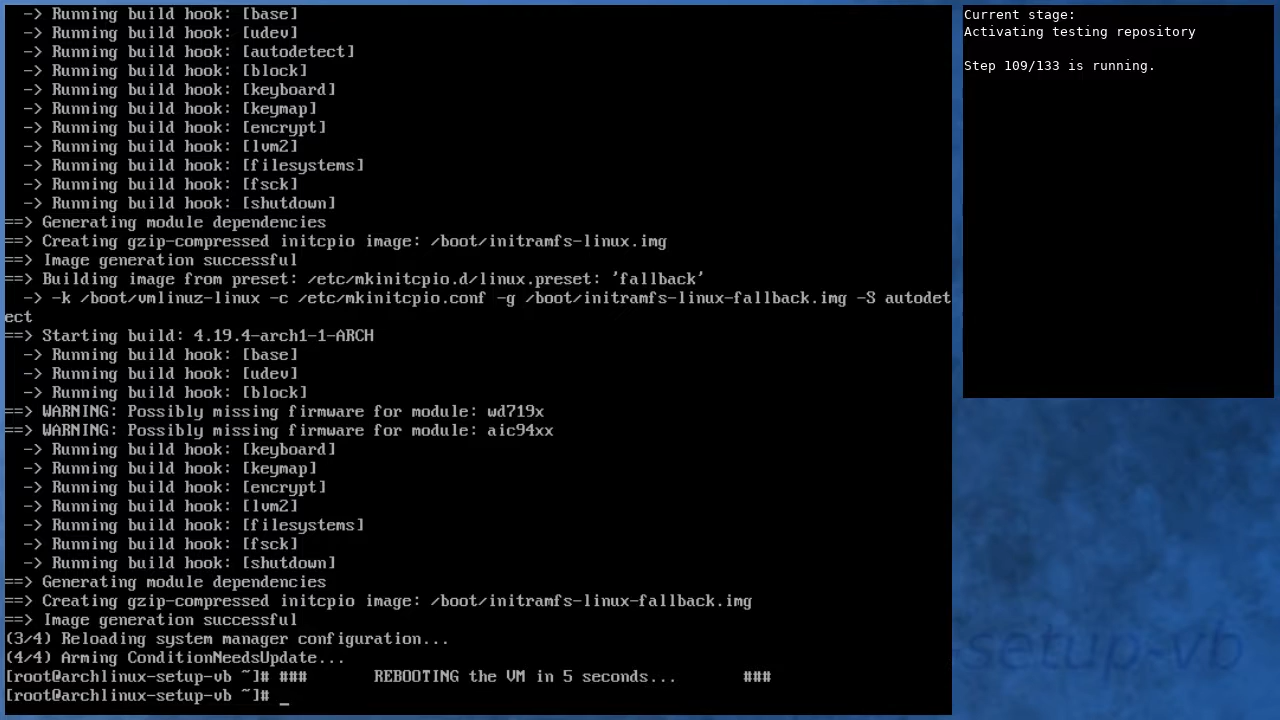 -> Running build hook: [base]
-> Running build hook: [udev]
-> Running build hook: [autodetect]
-> Running build hook: [block]
-> Running build hook: [keyboard]
-> Running build hook: [keymap]
-> Running build hook: [encrypt]
-> Running build hook: [lvm2]
-> Running build hook: [filesystems]
-> Running build hook: [fsck]
-> Running build hook: [shutdown]
==> Generating module dependencies
==> Creating gzip-compressed initcpio image: /boot/initramfs-linux.img
==> Image generation successful
==> Building image from preset: /etc/mkinitcpio.d/linux.preset: 'fallback'
-> -k /boot/vmlinuz-linux -c /etc/mkinitcpio.conf -g /boot/initramfs-linux-fallback.img -S autodet
ect
==> Starting build: 4.19.4-arch1-1-ARCH
-> Running build hook: [base]
-> Running build hook: [udev]
-> Running build hook: [block]
==> WARNING: Possibly missing firmware for module: wd719x
==> WARNING: Possibly missing firmware for module: aic94xx
-> Running build hook: [keyboard]
-> Running build hook: [keymap]
-> Running build hook: [encrypt]
-> Running build hook: [lvm2]
-> Running build hook: [filesystems]
-> Running build hook: [fsck]
-> Running build hook: [shutdown]
==> Generating module dependencies
==> Creating gzip-compressed initcpio image: /boot/initramfs-linux-fallback.img
==> Image generation successful
(3/4) Reloading system manager configuration...
(4/4) Arming ConditionNeedsUpdate...
[root@archlinux-setup-vb ~]# ### REBOOTING the VM in 5 seconds... ###
[root@archlinux-setup-vb ~]# _
Current stage:
Activating testing repository
Step 109/133 is running.
-setup-vb